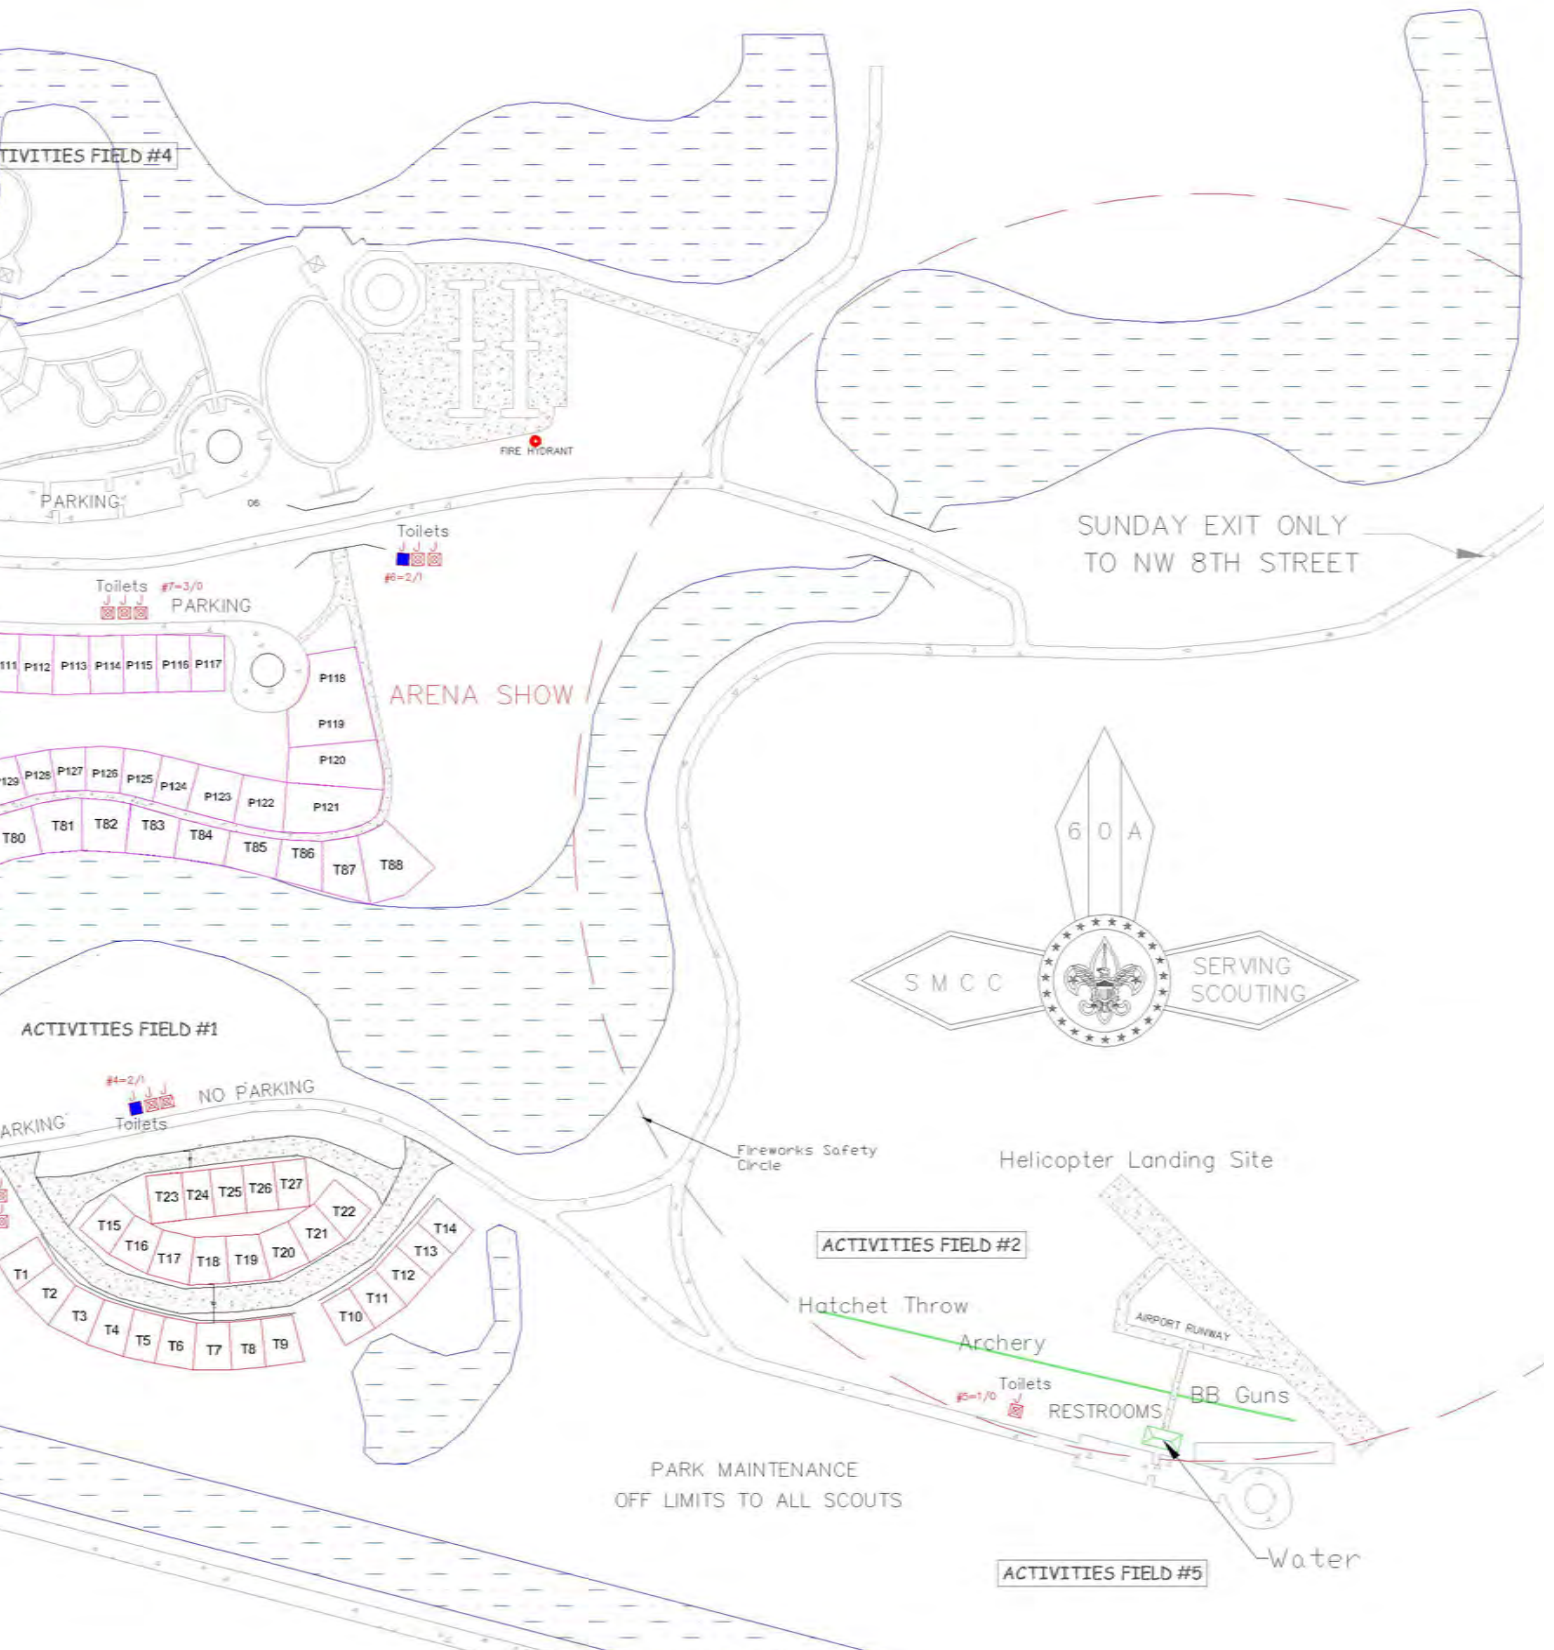 TIVITIES FIELD #4
FIRE HYDRANT
PARKING
06
Toilets
#6=2/1
SUNDAY EXIT ONLY
TO NW 8TH STREET
Toilets #7=3/0
PARKING
111 P112 P113 P114 P115 P116 P117
P118
ARENA SHOW
P119
P120
P129 P128 P127 P126 P125 P124 P123 P122 P121
T80 T81 T82 T83 T84 T85 T86 T87 T88
6 0 A
S M C C
SERVING
SCOUTING
ACTIVITIES FIELD #1
#4=2/1
NO PARKING
Toilets
ARKING
Fireworks Safety
Circle
Helicopter Landing Site
T23 T24 T25 T26 T27
T15 T16 T17 T18 T19 T20 T21 T22
T1 T2 T3 T4 T5 T6 T7 T8 T9
T10 T11 T12 T13 T14
ACTIVITIES FIELD #2
Hatchet Throw
Archery
AIRPORT RUNWAY
Toilets
#5=1/0
BB Guns
RESTROOMS
PARK MAINTENANCE
OFF LIMITS TO ALL SCOUTS
Water
ACTIVITIES FIELD #5